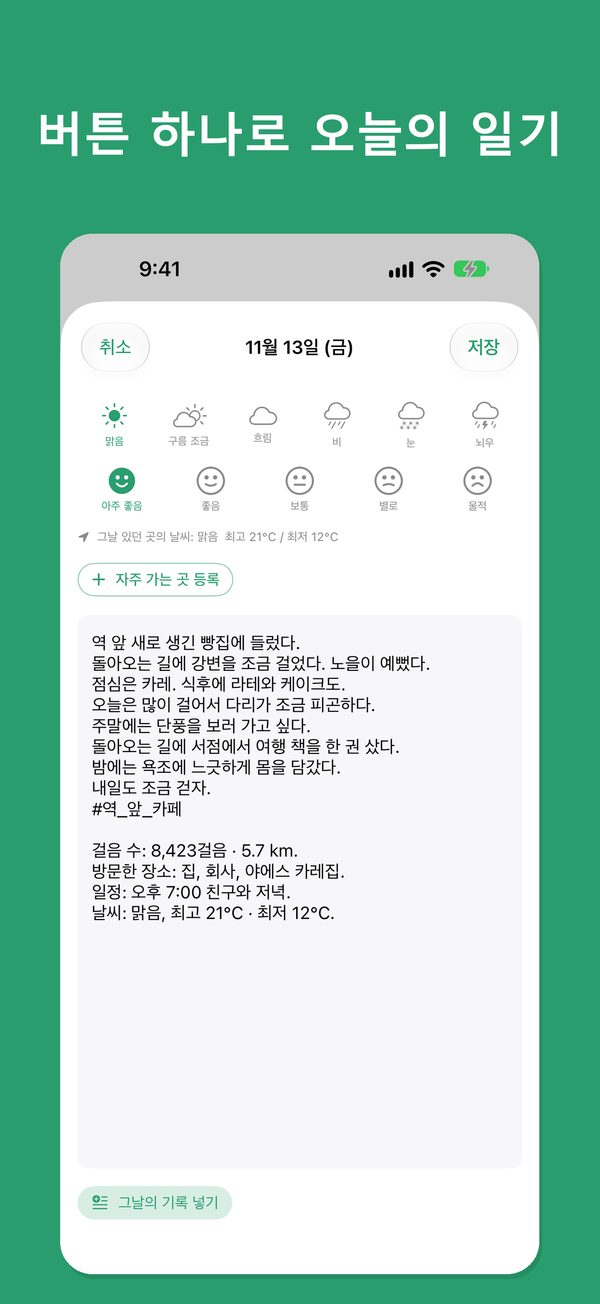 버튼 하나로 오늘의 일기
9:41
취소 11월 13일 (금) 저장
맑음 구름 조금 흐림 비 눈 뇌우
아주 좋음 좋음 보통 별로 울적
그날 있던 곳의 날씨: 맑음 최고 21°C / 최저 12°C
+ 자주 가는 곳 등록
역 앞 새로 생긴 빵집에 들렀다.
돌아오는 길에 강변을 조금 걸었다. 노을이 예뻤다.
점심은 카레. 식후에 라테와 케이크도.
오늘은 많이 걸어서 다리가 조금 피곤하다.
주말에는 단풍을 보러 가고 싶다.
돌아오는 길에 서점에서 여행 책을 한 권 샀다.
밤에는 욕조에 느긋하게 몸을 담갔다.
내일도 조금 걷자.
#역_앞_카페
걸음 수: 8,423걸음 · 5.7 km.
방문한 장소: 집, 회사, 야에스 카레집.
일정: 오후 7:00 친구와 저녁.
날씨: 맑음, 최고 21°C · 최저 12°C.
그날의 기록 넣기